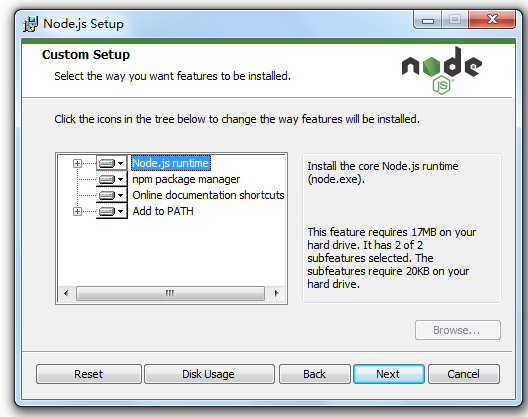 Node.js Setup
Custom Setup
Select the way you want features to be installed.
node
JS
Click the icons in the tree below to change the way features will be installed.
Node.js runtime
npm package manager
Online documentation shortcuts
Add to PATH
Install the core Node.js runtime
(node.exe).
This feature requires 17MB on your
hard drive. It has 2 of 2
subfeatures selected. The
subfeatures require 20KB on your
hard drive.
Browse...
Reset
Disk Usage
Back
Next
Cancel